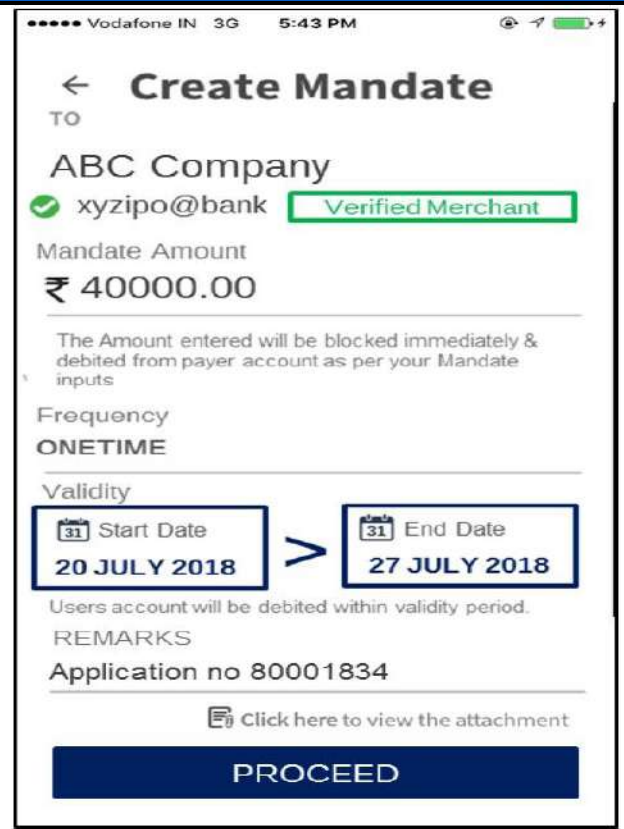 Vodafone IN 3G 5:43 PM
← Create Mandate
TO
ABC Company
xyzipo@bank Verified Merchant
Mandate Amount
₹ 40000.00
The Amount entered will be blocked immediately &
debited from payer account as per your Mandate
inputs
Frequency
ONETIME
Validity
31 Start Date > 31 End Date
20 JULY 2018 27 JULY 2018
Users account will be debited within validity period.
REMARKS
Application no 80001834
Click here to view the attachment
PROCEED